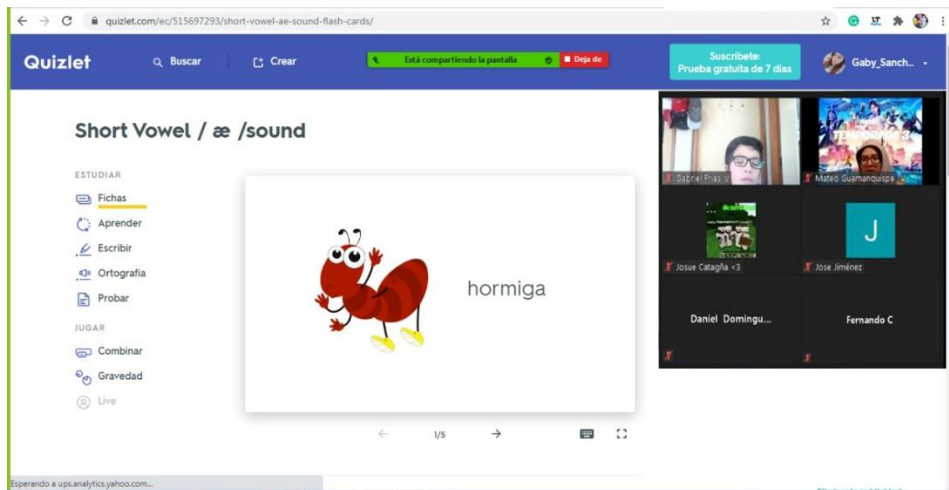 quizlet.com/ec/515697293/short-vowel-ae-sound-flash-cards/
Quizlet
Buscar
Crear
Está compartiendo la pantalla
Deja de
Suscríbete:
Prueba gratuita de 7 días
Gaby_Sanch...
Short Vowel / æ /sound
ESTUDIAR
Fichas
Aprender
Escribir
Ortografía
Probar
JUGAR
Combinar
Gravedad
Live
hormiga
1/5
TEMPORADA 3
Gabriel Frias
Mateo Guamanquispe
J
Josue Catagña <3
Jose Jiménez
Daniel Domingu...
Fernando C
Esperando a ups.analytics.yahoo.com...